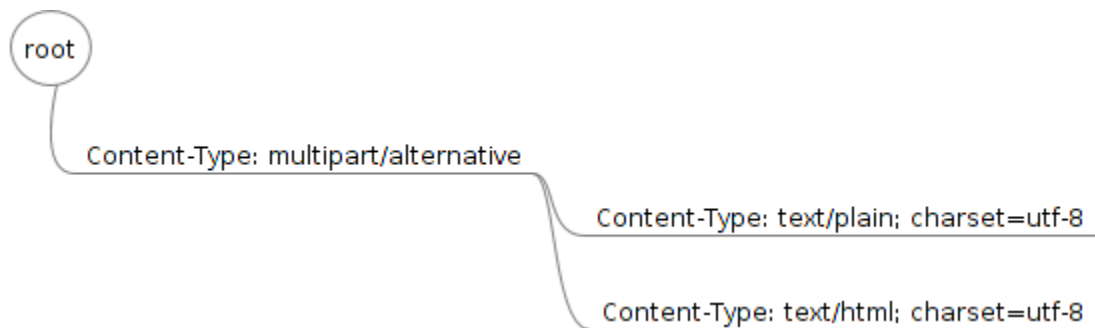 root
Content-Type: multipart/alternative
Content-Type: text/plain; charset=utf-8
Content-Type: text/html; charset=utf-8